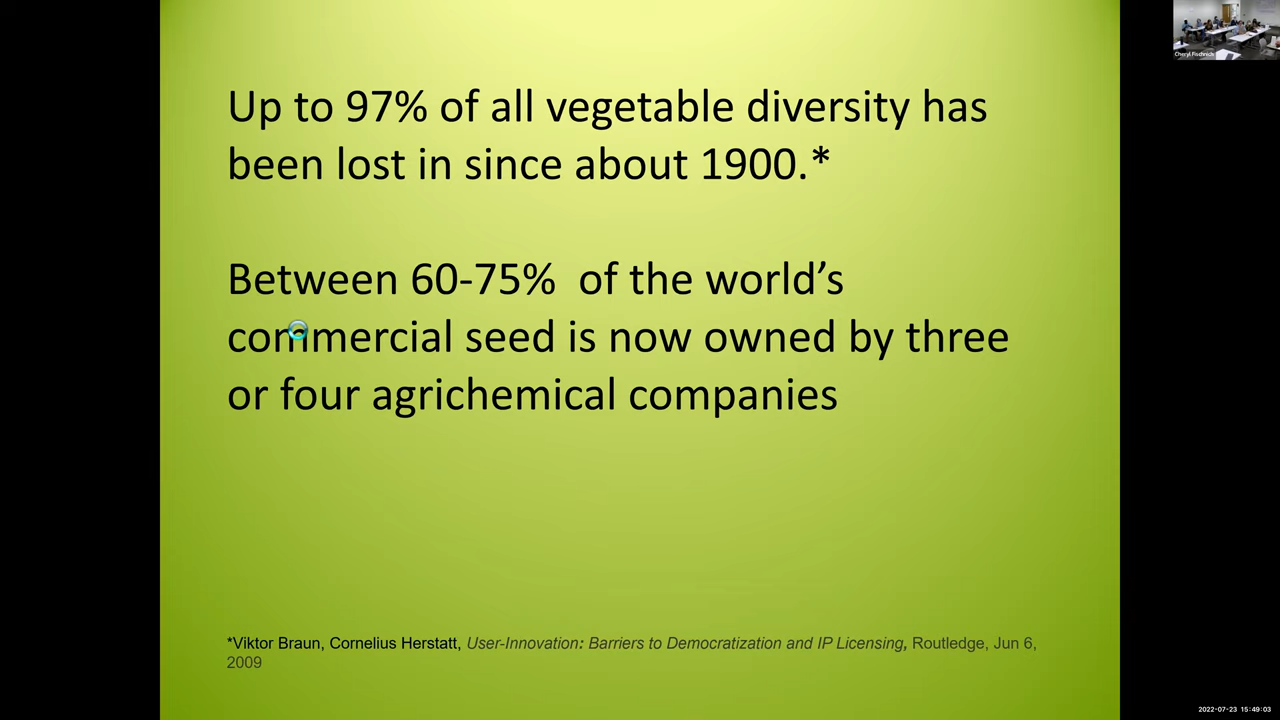 Up to 97% of all vegetable diversity has
been lost in since about 1900.*
Between 60-75%  of the world’s
commercial seed is now owned by three
or four agrichemical companies
*Viktor Braun, Cornelius Herstatt, User-Innovation: Barriers to Democratization and IP Licensing, Routledge, Jun 6,
2009
Cheryl Fischnich
2022-07-23 15:49:03